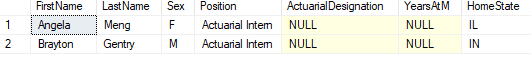 FirstName LastName Sex Position ActuarialDesignation YearsAtM HomeState
1 Angela Meng F Actuarial Intern NULL NULL IL
2 Brayton Gentry M Actuarial Intern NULL NULL IN